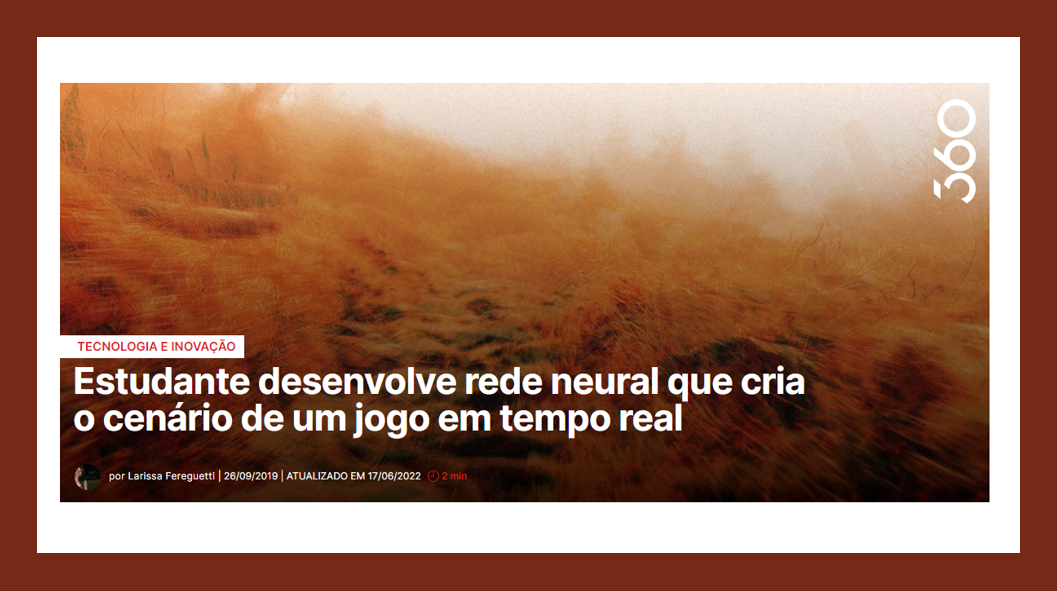 360
TECNOLOGIA E INOVAÇÃO
Estudante desenvolve rede neural que cria
o cenário de um jogo em tempo real
por Larissa Fereguetti | 26/09/2019 | ATUALIZADO EM 17/06/2022 2 min